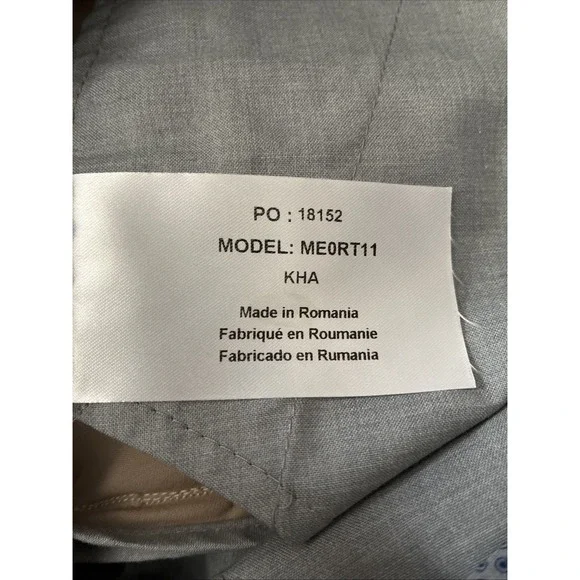 PO : 18152
MODEL: ME0RT11
KHA
Made in Romania
Fabriqué en Roumanie
Fabricado en Rumania